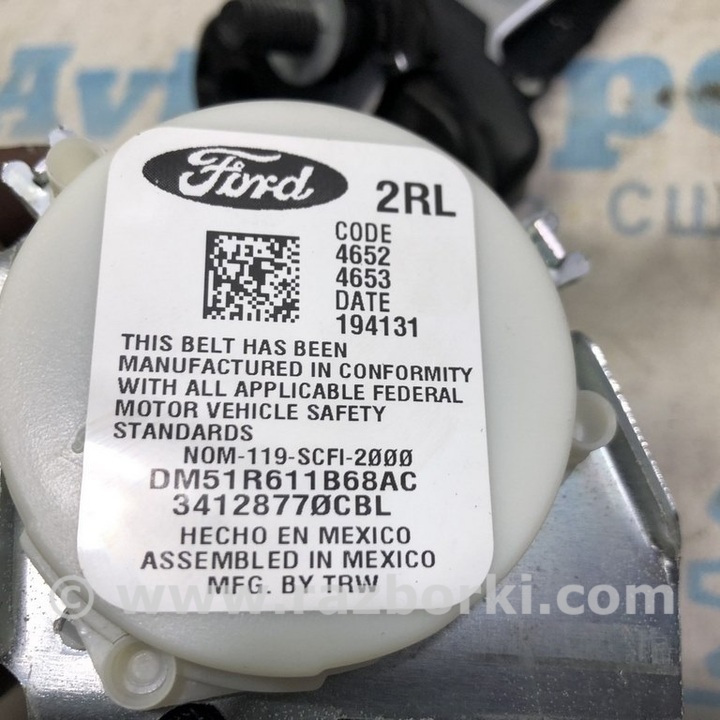 Ford
2RL
CODE
4652
4653
DATE
194131
THIS BELT HAS BEEN
MANUFACTURED IN CONFORMITY
WITH ALL APPLICABLE FEDERAL
MOTOR VEHICLE SAFETY
STANDARDS
NOM-119-SCFI-2000
DM51R611B68AC
34128770CBL
HECHO EN MEXICO
ASSEMBLED IN MEXICO
MFG. BY TRW
© www.razborki.com